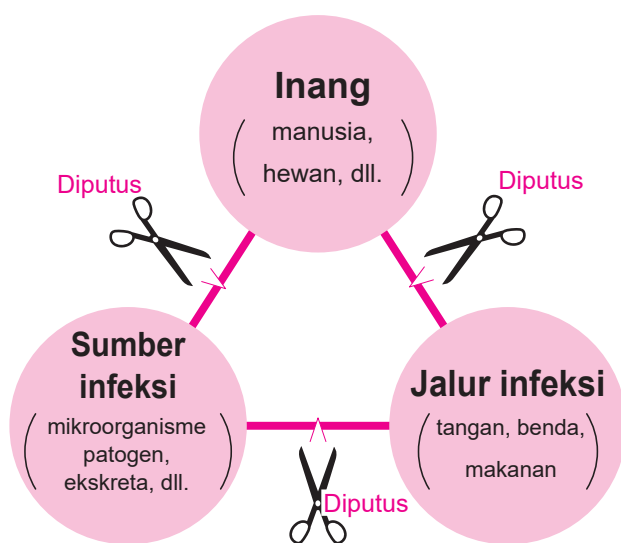 Inang
(manusia,
hewan, dll.)
Diputus
Diputus
Sumber
infeksi
(mikroorganisme
patogen,
ekskreta, dll.)
Jalur infeksi
(tangan, benda,
makanan)
Diputus